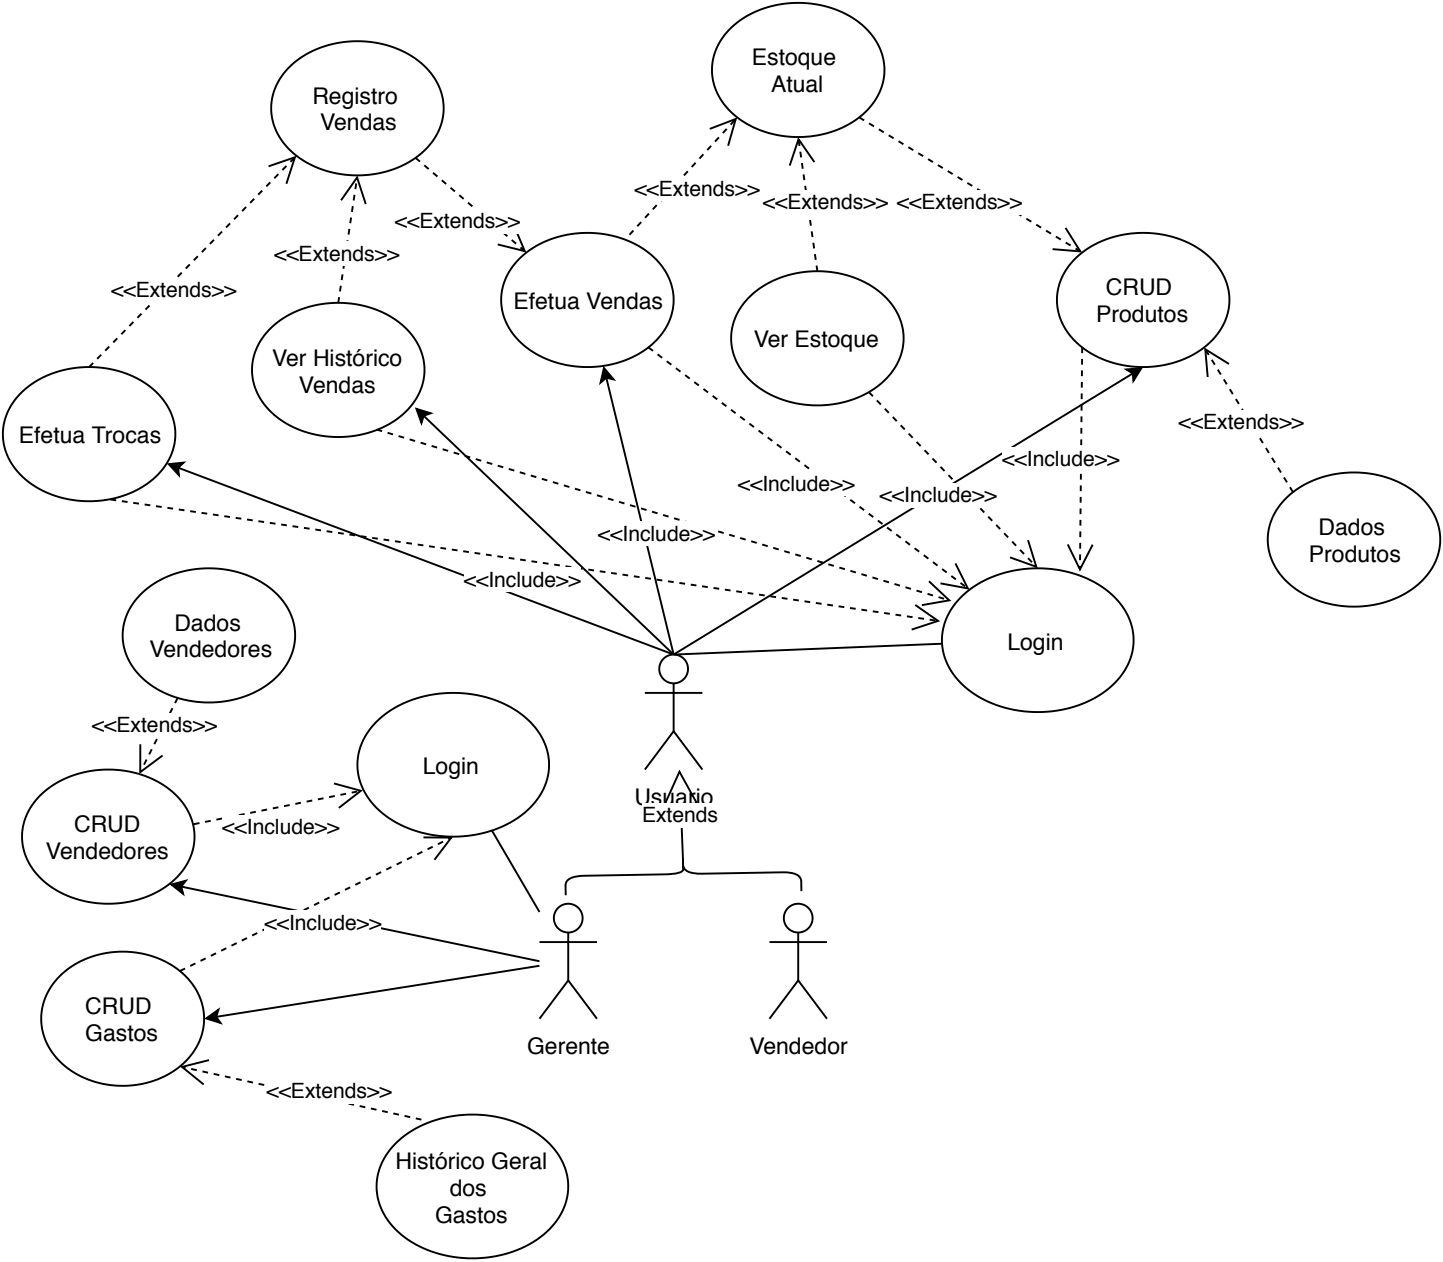 Estoque
Atual
Registro
Vendas
<<Extends>>
<<Extends>>
<<Extends>>
<<Extends>>
<<Extends>>
<<Extends>>
CRUD
Produtos
Efetua Vendas
Ver Estoque
Ver Histórico
Vendas
<<Extends>>
Efetua Trocas
<<Extends>>
<<Include>>
<<Include>>
<<Include>>
<<Include>>
<<Include>>
Dados
Produtos
Dados
Vendedores
Login
<<Extends>>
Login
Usuario
Extends
CRUD
Vendedores
<<Include>>
<<Include>>
CRUD
Gastos
Gerente
Vendedor
<<Extends>>
Histórico Geral
dos
Gastos